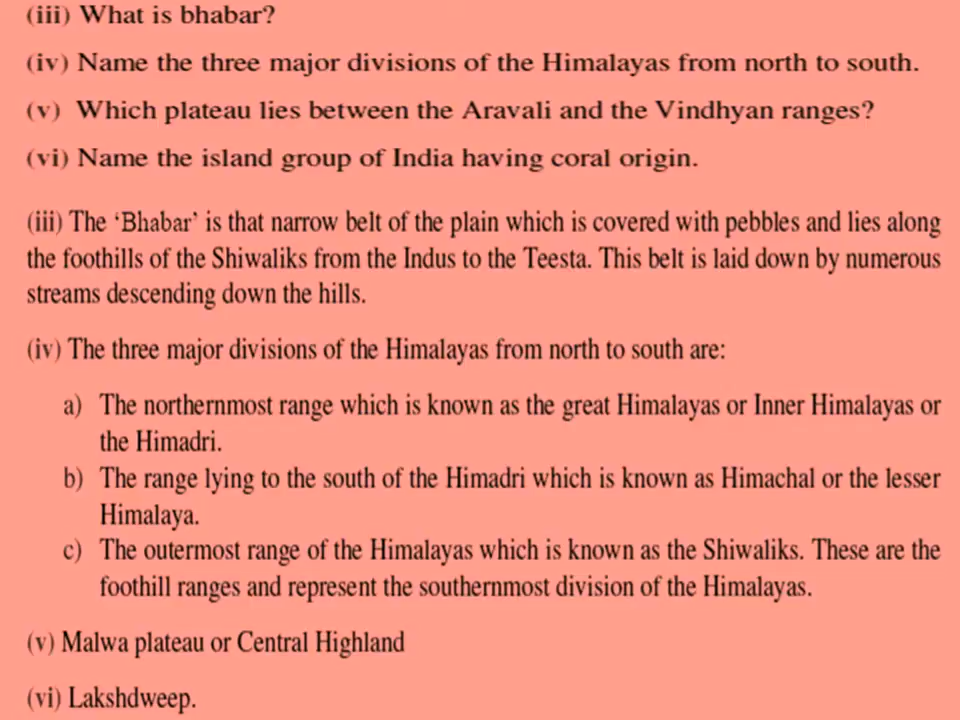 (iii) What is bhabar?
(iv) Name the three major divisions of the Himalayas from north to south.
(v) Which plateau lies between the Aravali and the Vindhyan ranges?
(vi) Name the island group of India having coral origin.
(iii) The ‘Bhabar’ is that narrow belt of the plain which is covered with pebbles and lies along
the foothills of the Shiwaliks from the Indus to the Teesta. This belt is laid down by numerous
streams descending down the hills.
(iv) The three major divisions of the Himalayas from north to south are:
a) The northernmost range which is known as the great Himalayas or Inner Himalayas or
the Himadri.
b) The range lying to the south of the Himadri which is known as Himachal or the lesser
Himalaya.
c) The outermost range of the Himalayas which is known as the Shiwaliks. These are the
foothill ranges and represent the southernmost division of the Himalayas.
(v) Malwa plateau or Central Highland
(vi) Lakshdweep.